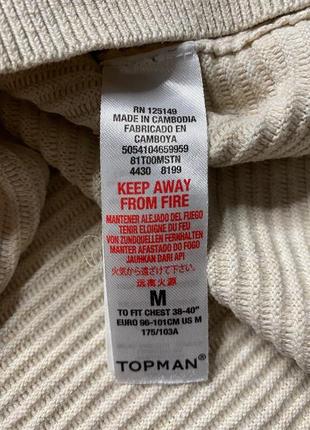 RN 125149
MADE IN CAMBODIA
FABRICADO EN
CAMBOYA
5054104659959
81T00MSTN
4430 8199
KEEP AWAY
FROM FIRE
MANTENER ALEJADO DEL FUEGO
TENIR ELOIGNE DU FEU
VON ZUNDQUELLEN FERNHALTEN
MANTER AFASTADO DO FOGO
JAUHKAN DARI API
火気から遠ざけて下さい。
远离火源
M
TO FIT CHEST 38-40"
EURO 96-101CM US M
175/103A
TOPMAN®